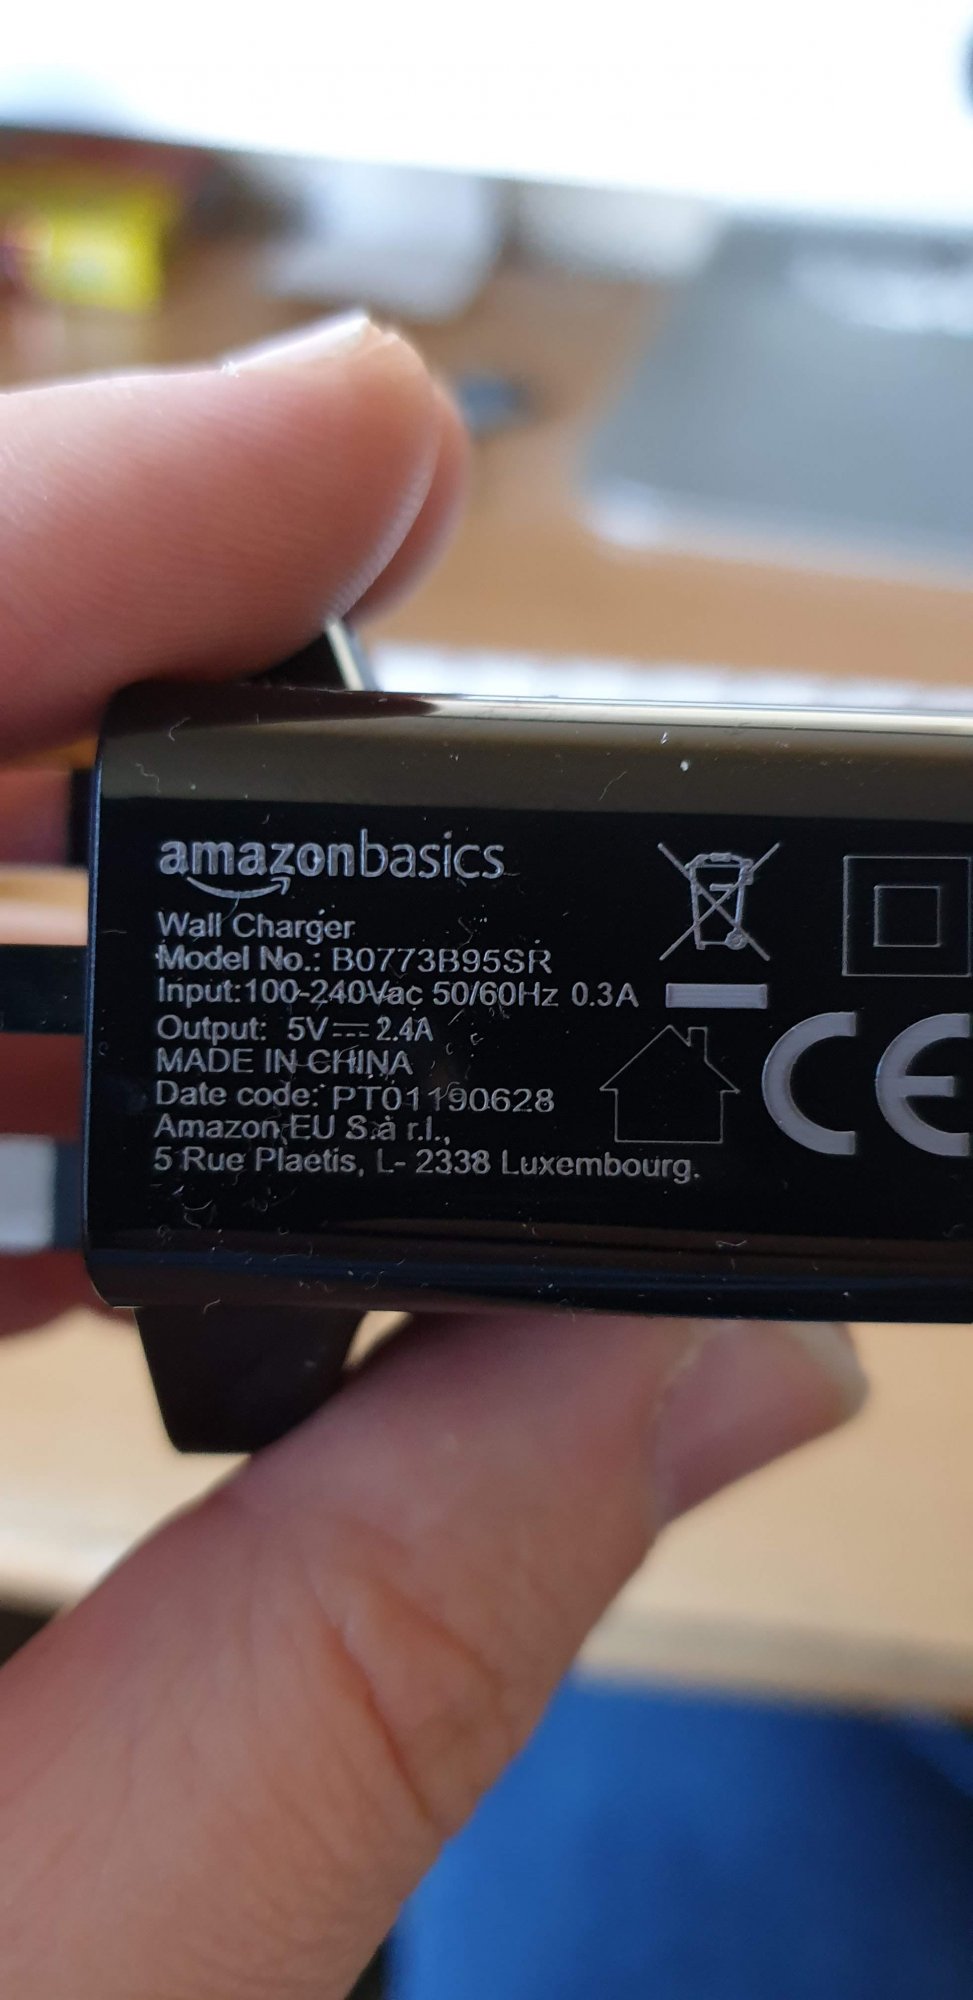 amazonbasics
Wall Charger
Model No.: B0773B95SR
Input:100-240Vac 50/60Hz 0.3A
Output: 5V⎓2.4A
MADE IN CHINA
Date code: PT01190628
Amazon EU S.à r.l.,
5 Rue Plaetis, L- 2338 Luxembourg.
CE